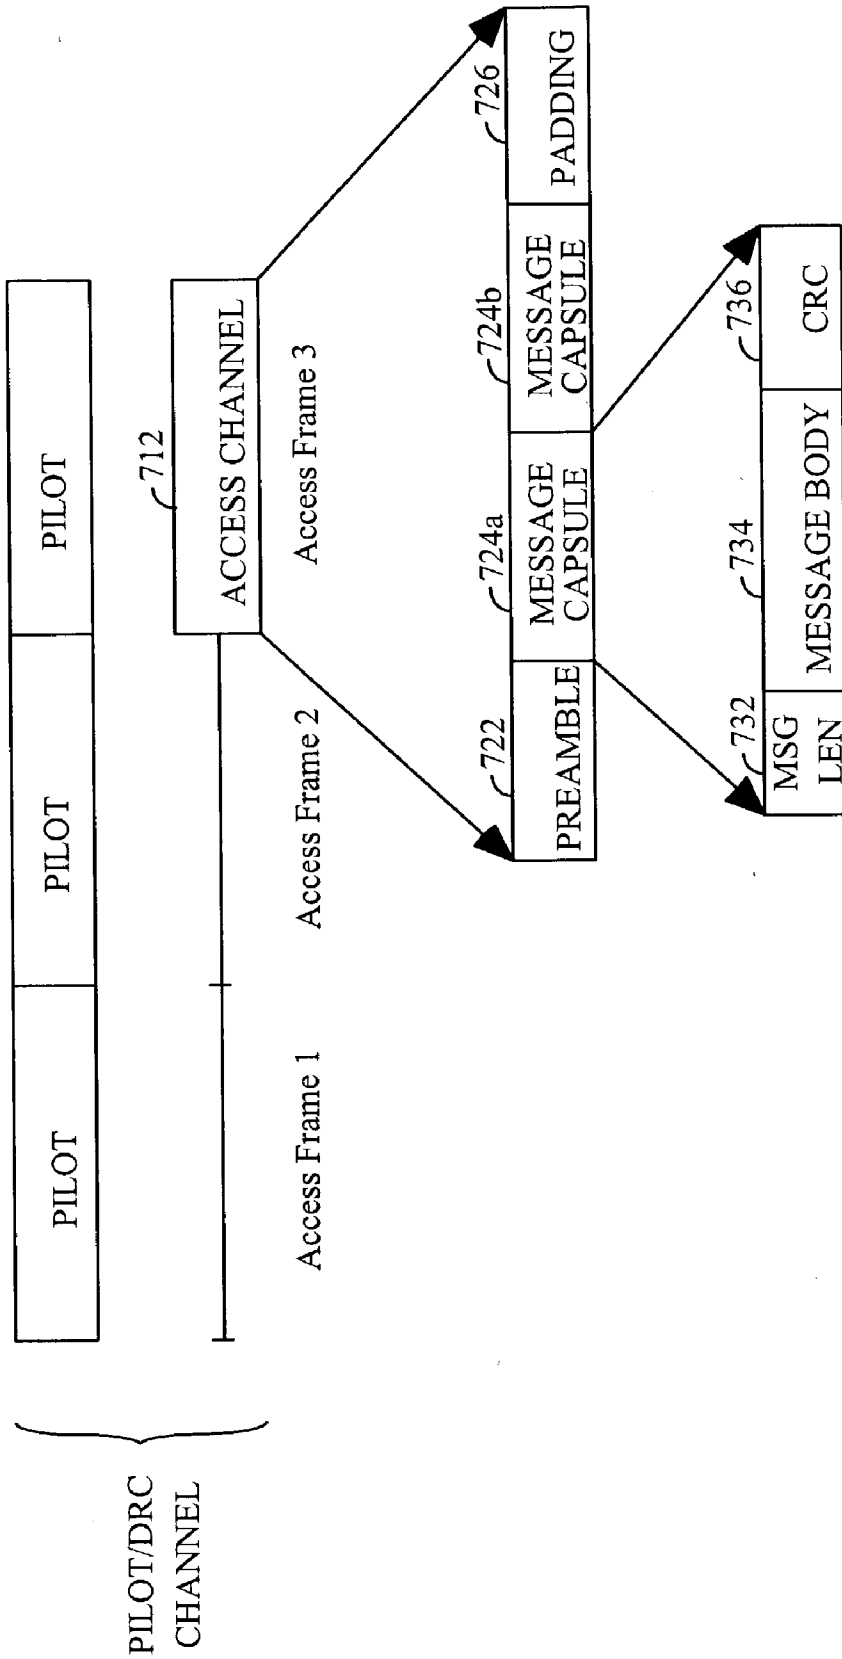 PILOT/DRC
CHANNEL
PILOT
PILOT
PILOT
712
ACCESS CHANNEL
Access Frame 1
Access Frame 2
Access Frame 3
722
724a
724b
726
PREAMBLE
MESSAGE
CAPSULE
MESSAGE
CAPSULE
PADDING
732
734
736
MSG
LEN
MESSAGE BODY
CRC